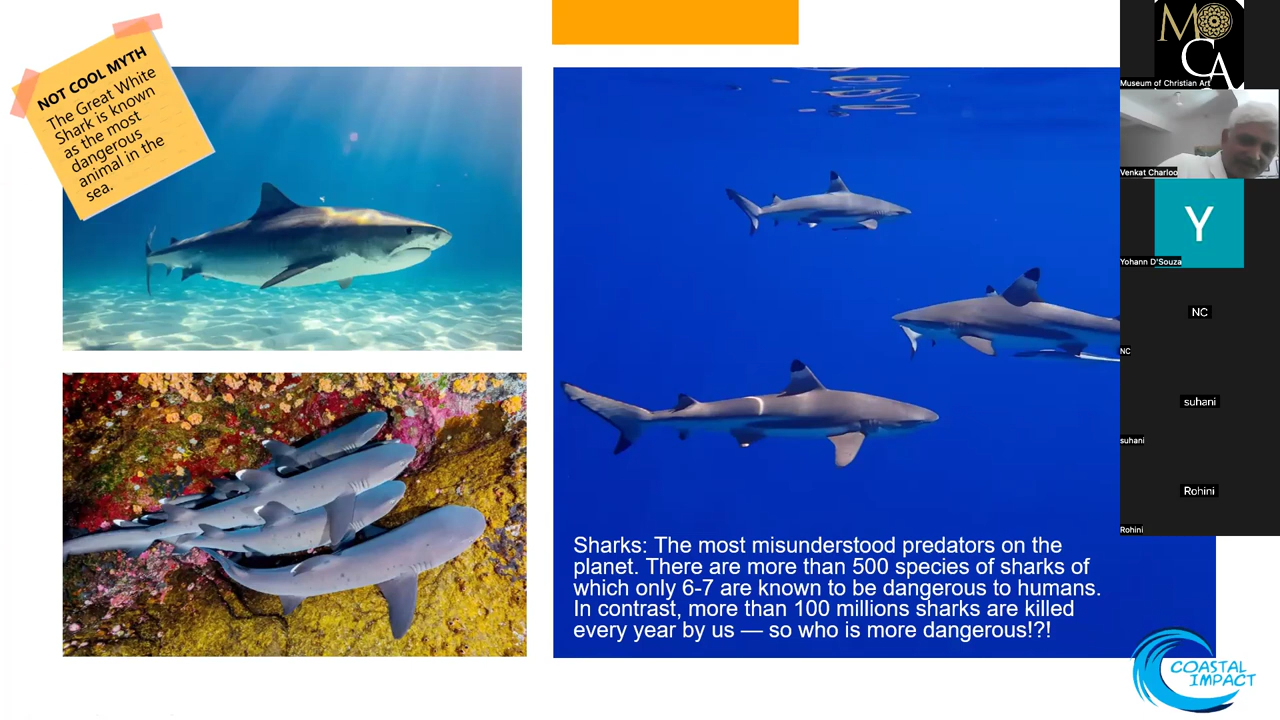 NOT COOL MYTH
The Great White
Shark is known
as the most
dangerous
animal in the
sea.
Sharks: The most misunderstood predators on the
planet. There are more than 500 species of sharks of
which only 6-7 are known to be dangerous to humans.
In contrast, more than 100 millions sharks are killed
every year by us — so who is more dangerous!?!
COASTAL
IMPACT
MOCA
Museum of Christian Art
Venkat Charloo
Y
Yohann D'Souza
NC
NC
suhani
suhani
Rohini
Rohini